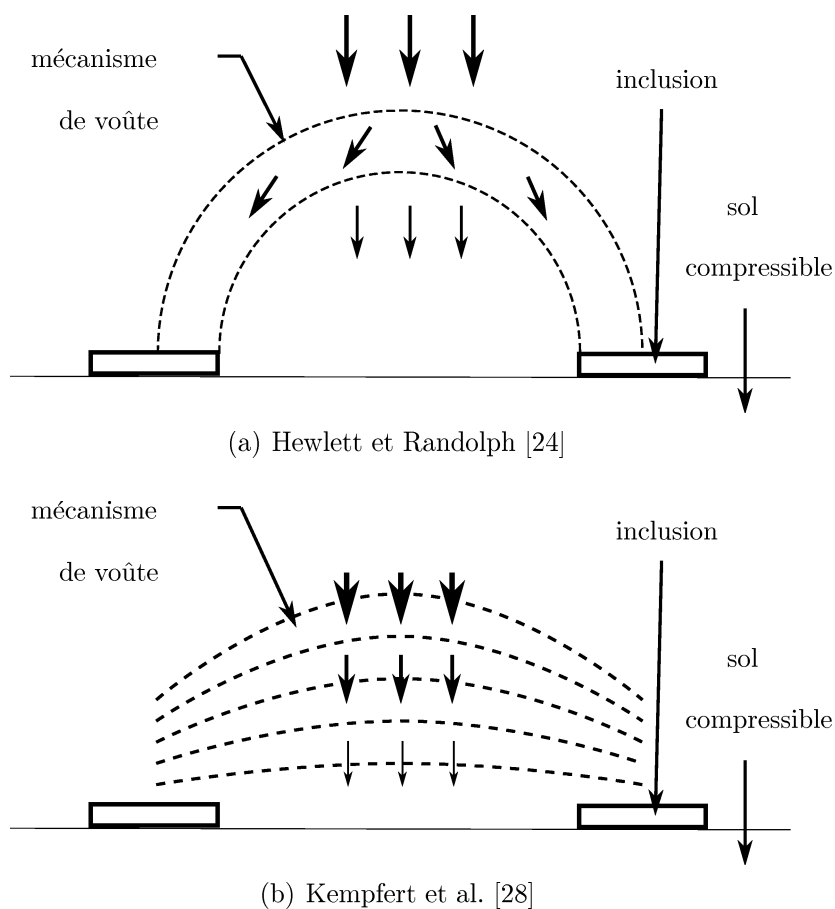 mécanisme
de voûte
inclusion
sol
compressible
(a) Hewlett et Randolph [24]
mécanisme
de voûte
inclusion
sol
compressible
(b) Kempfert et al. [28]